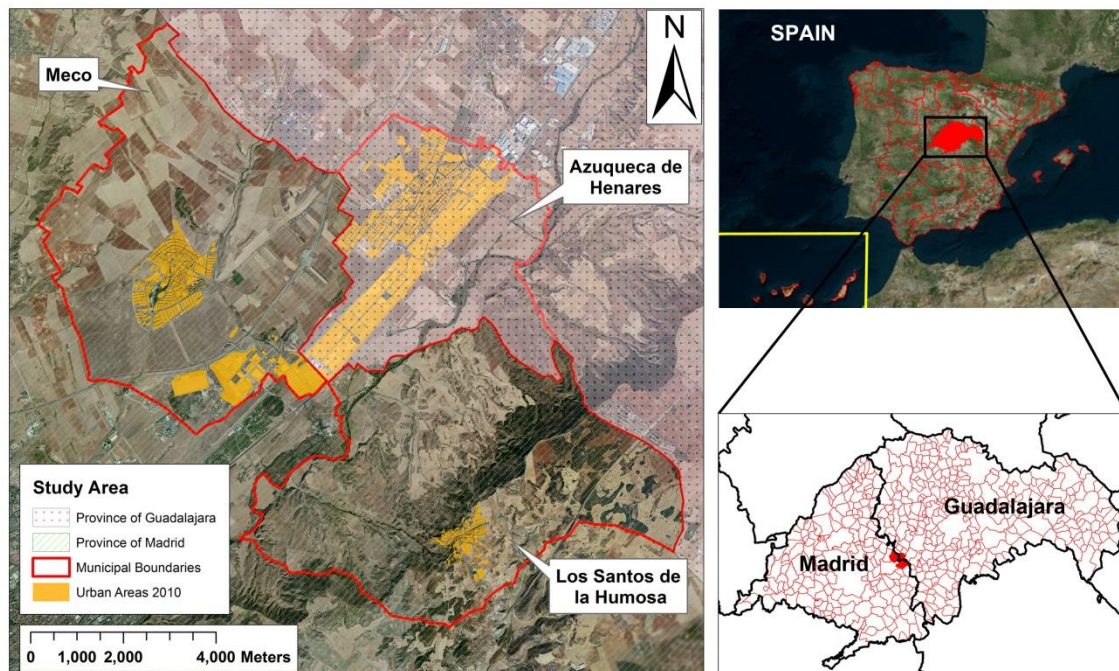 Meco
N
Azuqueca de
Henares
Los Santos de
la Humosa
Study Area
Province of Guadalajara
Province of Madrid
Municipal Boundaries
Urban Areas 2010
0 1,000 2,000 4,000 Meters
SPAIN
Guadalajara
Madrid